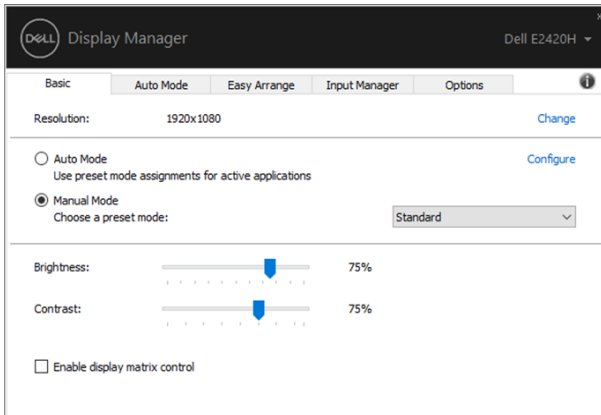 DELL Display Manager Dell E2420H
Basic Auto Mode Easy Arrange Input Manager Options
Resolution: 1920x1080 Change
Auto Mode Configure
Use preset mode assignments for active applications
Manual Mode
Choose a preset mode: Standard
Brightness: 75%
Contrast: 75%
Enable display matrix control